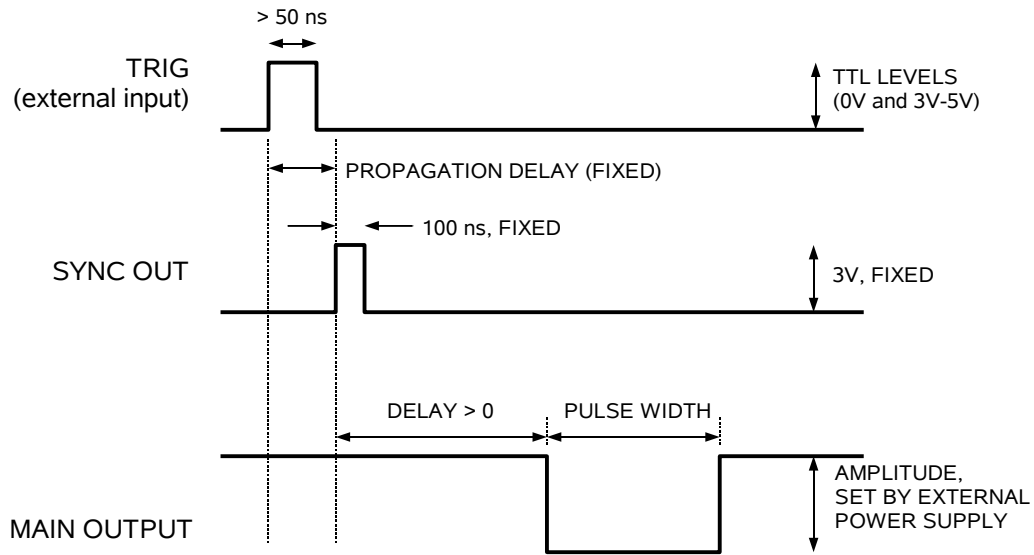 > 50 ns
TRIG
(external input)
TTL LEVELS
(0V and 3V-5V)
PROPAGATION DELAY (FIXED)
100 ns, FIXED
SYNC OUT
3V, FIXED
DELAY > 0
PULSE WIDTH
AMPLITUDE,
SET BY EXTERNAL
POWER SUPPLY
MAIN OUTPUT